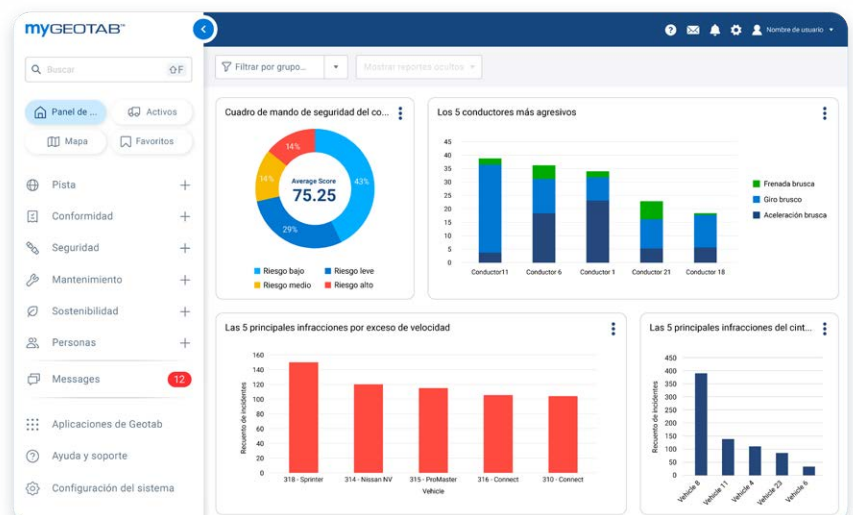 myGEOTAB™
Nombre de usuario
Buscar
F
Filtrar por grupo...
Mostrar reportes ocultos
Panel de ...
Activos
Mapa
Favoritos
Pista
Conformidad
Seguridad
Mantenimiento
Sostenibilidad
Personas
Messages
12
Aplicaciones de Geotab
Ayuda y soporte
Configuración del sistema
Cuadro de mando de seguridad del co...
14%
14%
43%
29%
Average Score
75.25
Riesgo bajo
Riesgo leve
Riesgo medio
Riesgo alto
Los 5 conductores más agresivos
45
40
35
30
25
20
15
10
5
0
Conductor11
Conductor 6
Conductor 1
Conductor 21
Conductor 18
Frenada brusca
Giro brusco
Aceleración brusca
Las 5 principales infracciones por exceso de velocidad
Recuento de incidentes
160
140
120
100
80
60
40
20
0
318 - Sprinter
314 - Nissan NV
315 - ProMaster
316 - Connect
310 - Connect
Vehicle
Las 5 principales infracciones del cint...
Recuento de incidentes
450
400
350
300
250
200
150
100
50
0
Vehicle 8
Vehicle 11
Vehicle 4
Vehicle 23
Vehicle 6